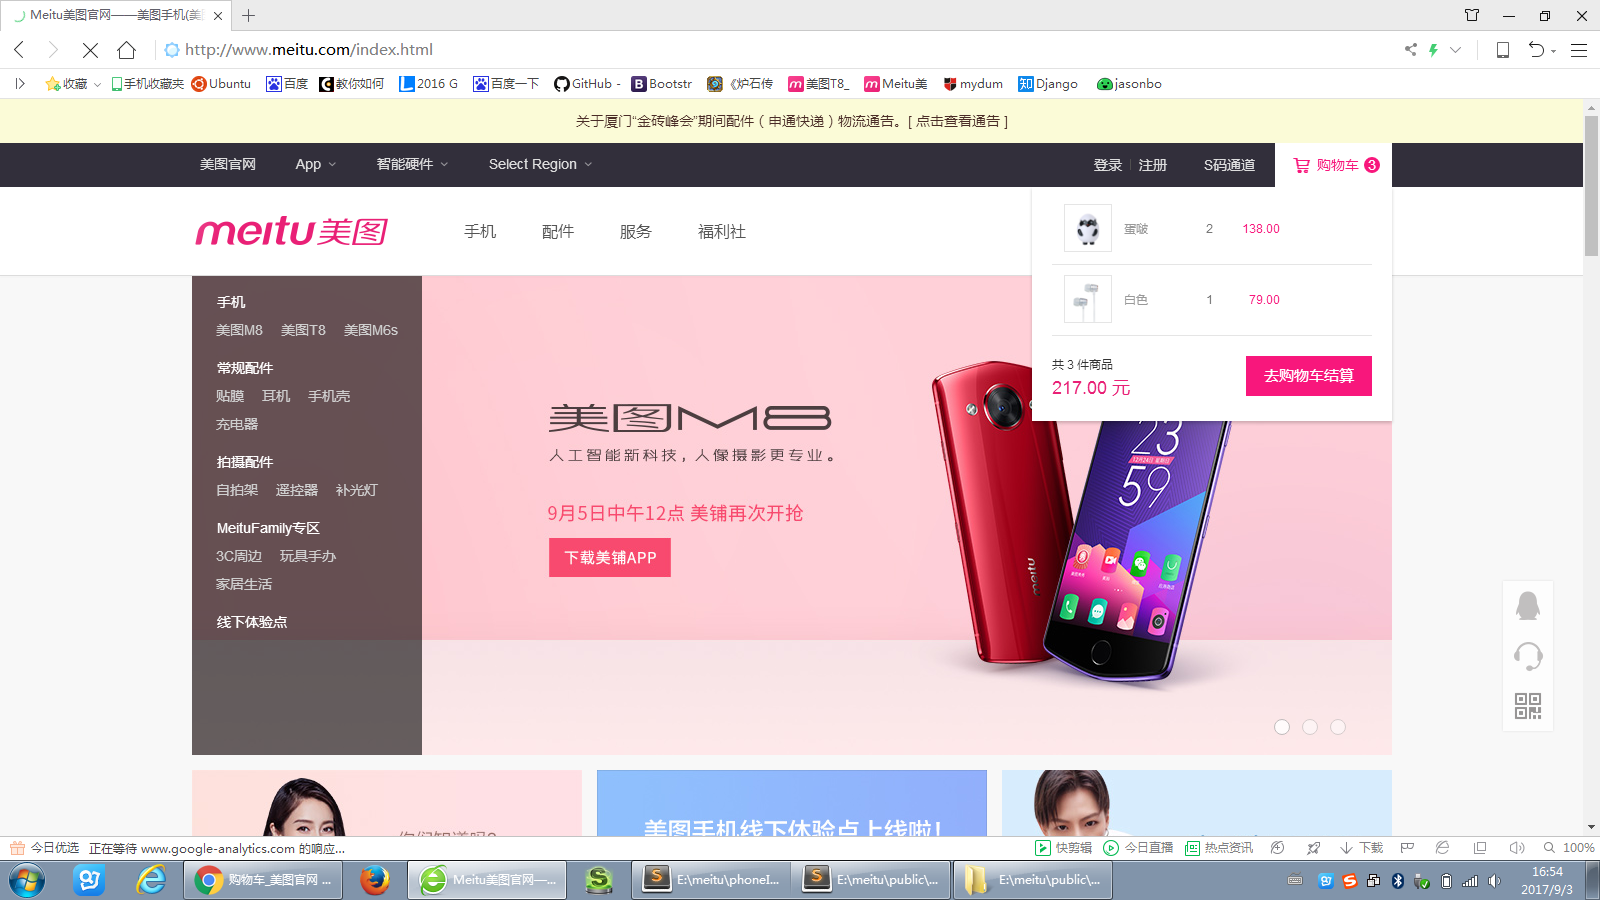 Meitu美图官网——美图手机(美图
http://www.meitu.com/index.html
收藏 手机收藏夹 Ubuntu 百度 教你如何 2016 G 百度一下 GitHub - Bootstr 《炉石传 美图T8_ Meitu美 mydum Django jasonbo
关于厦门“金砖峰会”期间配件（申通快递）物流通告。[ 点击查看通告 ]
美图官网 App 智能硬件 Select Region 登录 注册 S码通道 购物车 3
meitu美图 手机 配件 服务 福利社
蛋啵 2 138.00
白色 1 79.00
共 3 件商品
217.00 元
去购物车结算
手机
美图M8 美图T8 美图M6s
常规配件
贴膜 耳机 手机壳
充电器
拍摄配件
自拍架 遥控器 补光灯
MeituFamily专区
3C周边 玩具手办
家居生活
线下体验点
美图M8
人工智能新科技，人像摄影更专业。
9月5日中午12点 美铺再次开抢
下载美铺APP
meitu
23
59
你们知道吗?
美图手机线下体验点上线啦！
今日优选 正在等待 www.google-analytics.com 的响应... 快剪辑 今日直播 热点资讯 下载 100%
购物车_美图官网 ... Meitu美图官网—... E:\meitu\phoneI... E:\meitu\public\... E:\meitu\public\...
16:54
2017/9/3